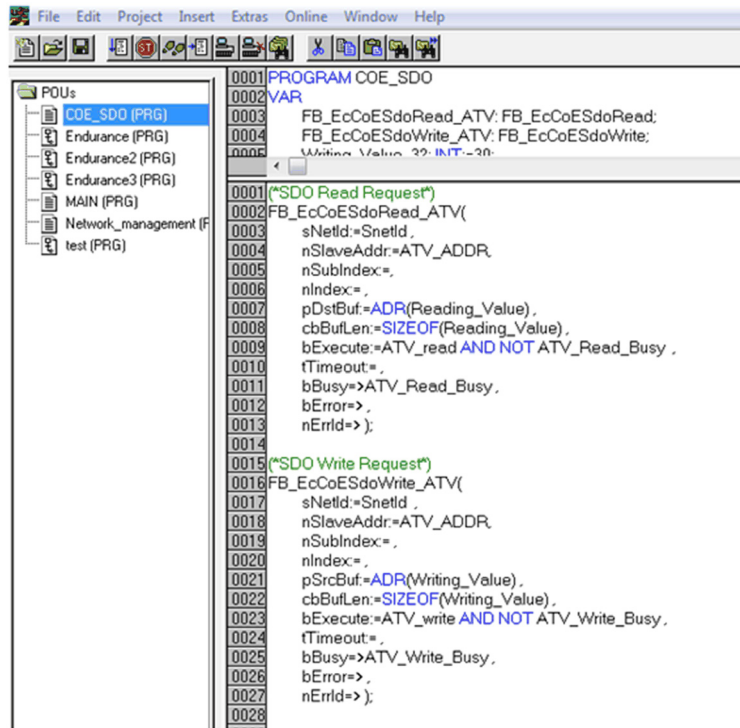 File Edit Project Insert Extras Online Window Help
POUs
COE_SDO (PRG)
Endurance (PRG)
Endurance2 (PRG)
Endurance3 (PRG)
MAIN (PRG)
Network_management (F
test (PRG)
0001 PROGRAM COE_SDO
0002 VAR
0003 FB_EcCoESdoRead_ATV: FB_EcCoESdoRead;
0004 FB_EcCoESdoWrite_ATV: FB_EcCoESdoWrite;
0005 Writing_Value_32: INT:=30;
0001 (*SDO Read Request*)
0002 FB_EcCoESdoRead_ATV(
0003 sNetId:=SnetId ,
0004 nSlaveAddr:=ATV_ADDR,
0005 nSubIndex:=,
0006 nIndex:= ,
0007 pDstBuf:=ADR(Reading_Value) ,
0008 cbBufLen:=SIZEOF(Reading_Value) ,
0009 bExecute:=ATV_read AND NOT ATV_Read_Busy ,
0010 tTimeout:= ,
0011 bBusy=>ATV_Read_Busy ,
0012 bError=> ,
0013 nErrId=> );
0014
0015 (*SDO Write Request*)
0016 FB_EcCoESdoWrite_ATV(
0017 sNetId:=SnetId ,
0018 nSlaveAddr:=ATV_ADDR,
0019 nSubIndex:= ,
0020 nIndex:= ,
0021 pSrcBuf:=ADR(Writing_Value) ,
0022 cbBufLen:=SIZEOF(Writing_Value) ,
0023 bExecute:=ATV_write AND NOT ATV_Write_Busy ,
0024 tTimeout:= ,
0025 bBusy=>ATV_Write_Busy ,
0026 bError=> ,
0027 nErrId=> );
0028